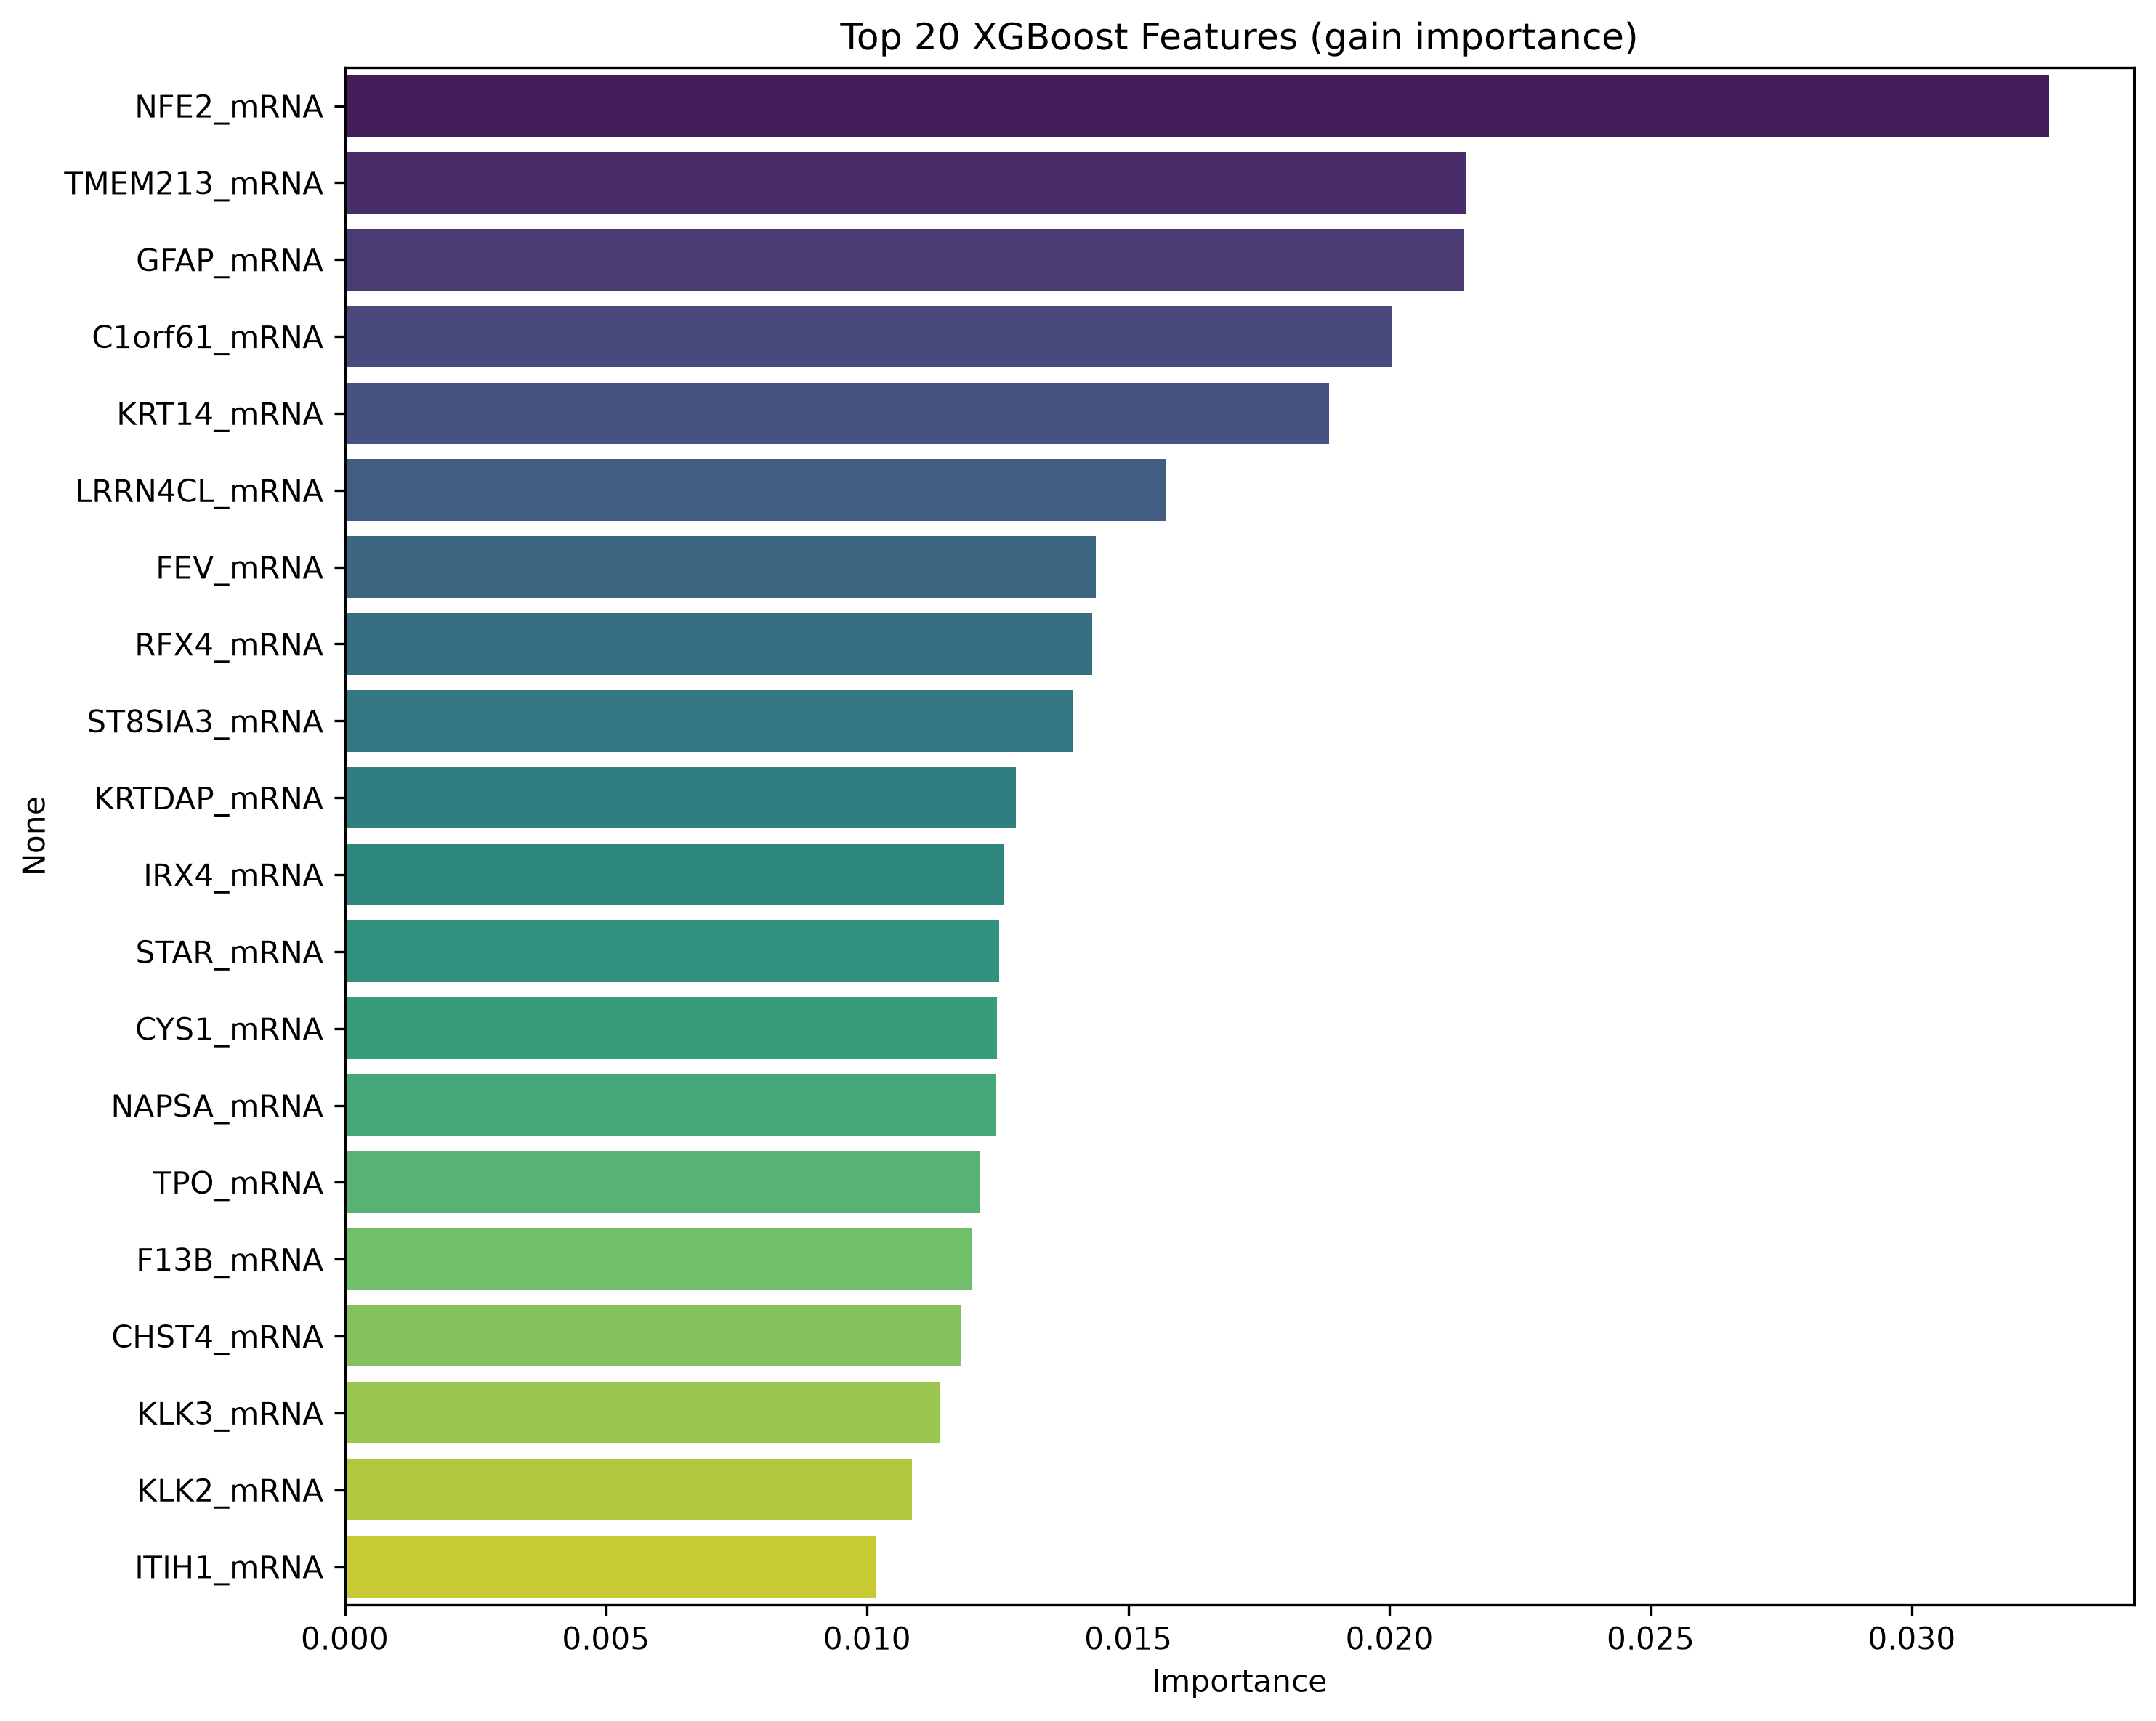 Top 20 XGBoost Features (gain importance)
NFE2_mRNA
TMEM213_mRNA
GFAP_mRNA
C1orf61_mRNA
KRT14_mRNA
LRRN4CL_mRNA
FEV_mRNA
RFX4_mRNA
ST8SIA3_mRNA
KRTDAP_mRNA
IRX4_mRNA
STAR_mRNA
CYS1_mRNA
NAPSA_mRNA
TPO_mRNA
F13B_mRNA
CHST4_mRNA
KLK3_mRNA
KLK2_mRNA
ITIH1_mRNA
None
0.000 0.005 0.010 0.015 0.020 0.025 0.030
Importance